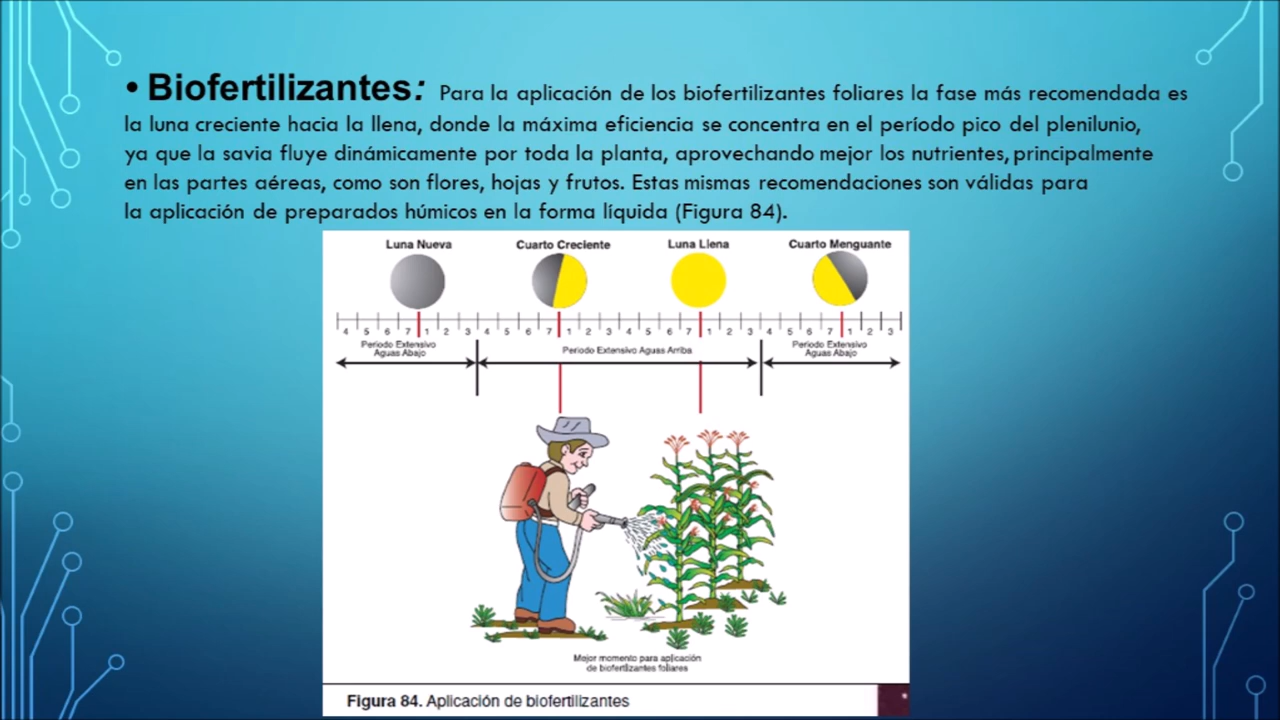 • Biofertilizantes: Para la aplicación de los biofertilizantes foliares la fase más recomendada es
la luna creciente hacia la llena, donde la máxima eficiencia se concentra en el período pico del plenilunio,
ya que la savia fluye dinámicamente por toda la planta, aprovechando mejor los nutrientes, principalmente
en las partes aéreas, como son flores, hojas y frutos. Estas mismas recomendaciones son válidas para
la aplicación de preparados húmicos en la forma líquida (Figura 84).
Luna Nueva Cuarto Creciente Luna Llena Cuarto Menguante
4 5 6 7 1 2 3 4 5 6 7 1 2 3 4 5 6 7 1 2 3 4 5 6 7 1 2 3
Periodo Extensivo
Aguas Abajo
Periodo Extensivo Aguas Arriba
Periodo Extensivo
Aguas Abajo
Mejor momento para aplicación
de biofertilizantes foliares
Figura 84. Aplicación de biofertilizantes